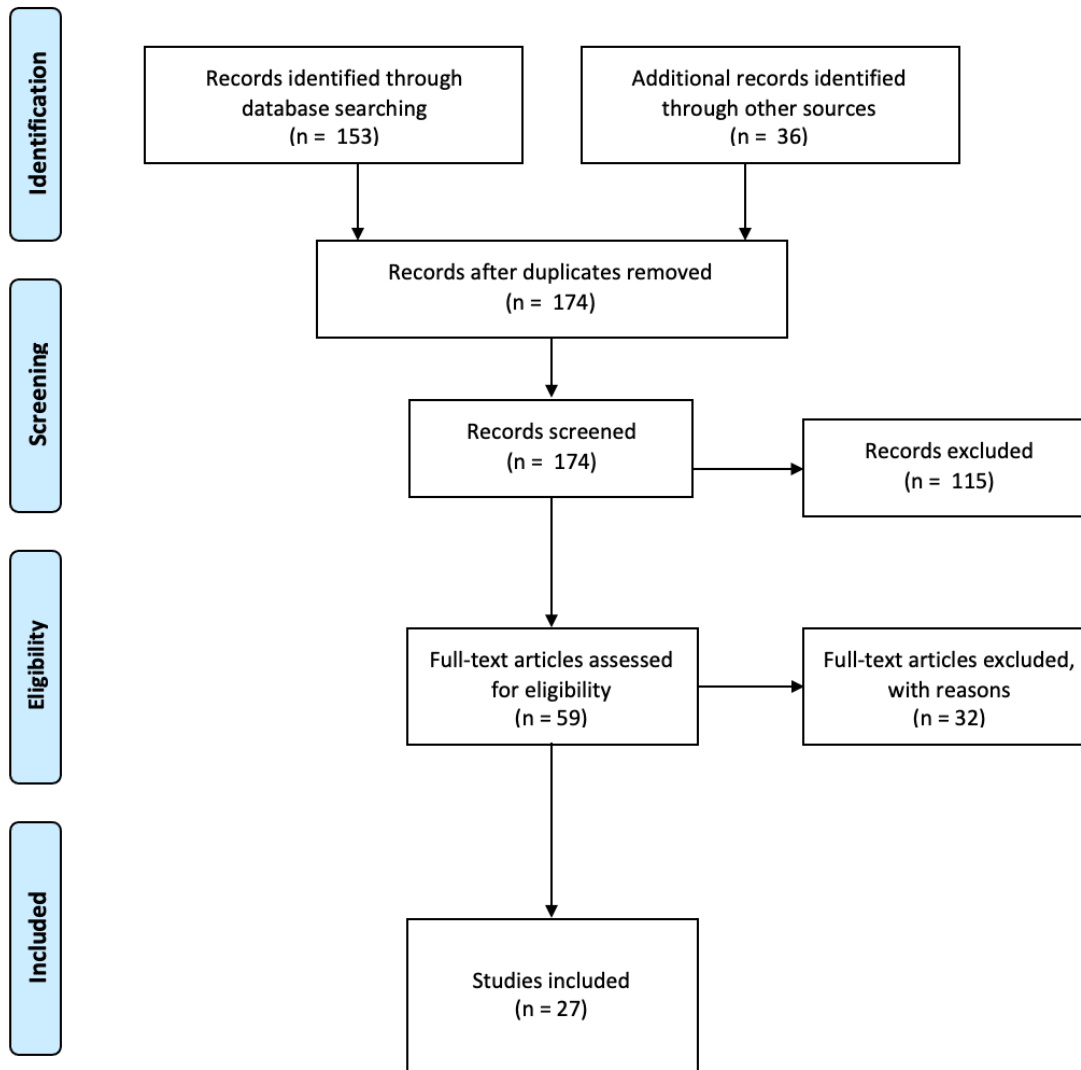 Identification
Records identified through
database searching
(n = 153)
Additional records identified
through other sources
(n = 36)
Records after duplicates removed
(n = 174)
Screening
Records screened
(n = 174)
Records excluded
(n = 115)
Eligibility
Full-text articles assessed
for eligibility
(n = 59)
Full-text articles excluded,
with reasons
(n = 32)
Included
Studies included
(n = 27)